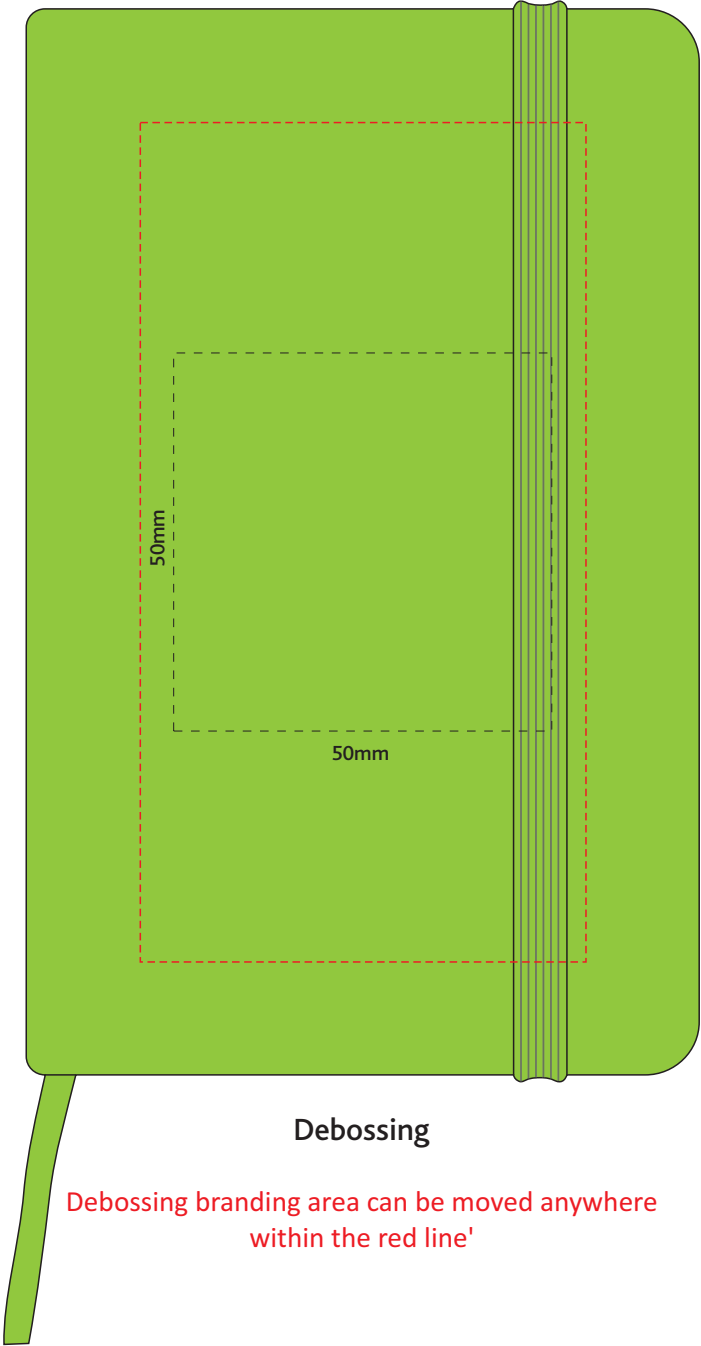 50mm
50mm
Debossing
Debossing branding area can be moved anywhere
within the red line'